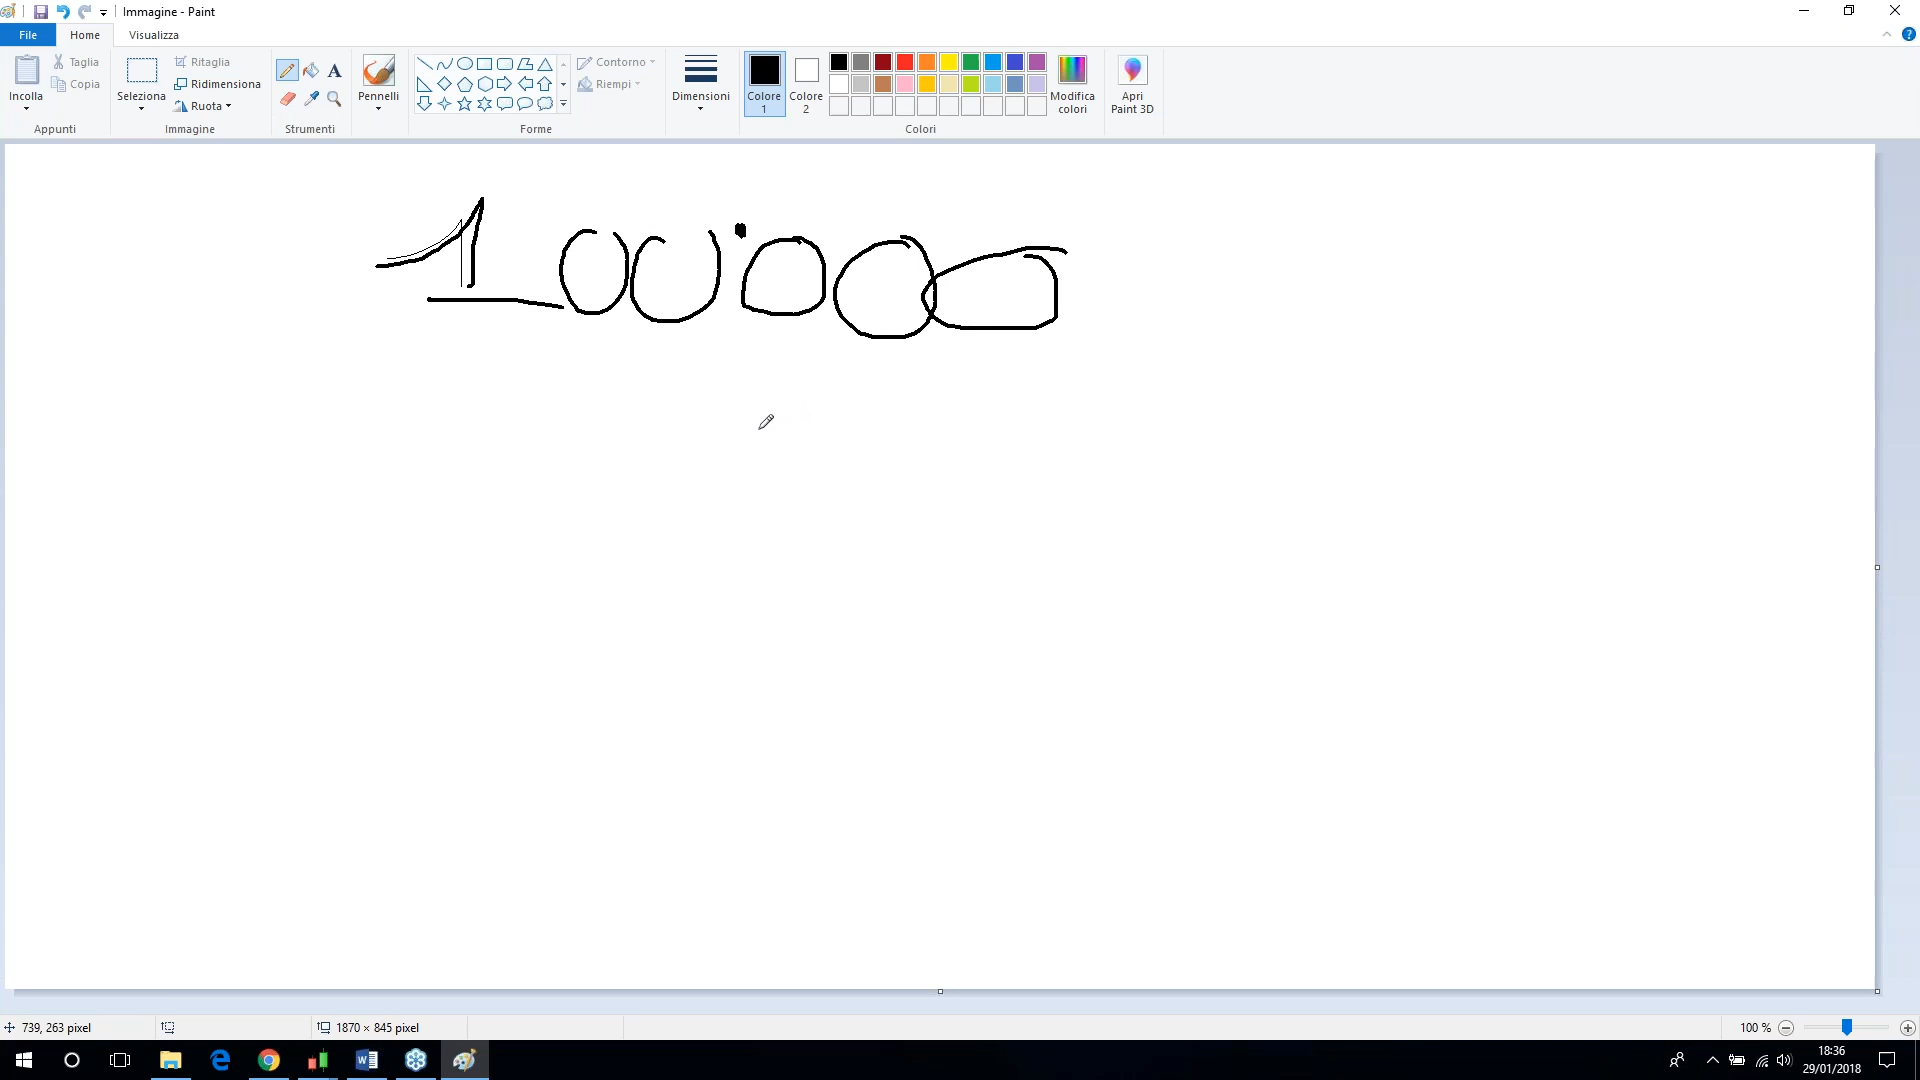 Immagine - Paint
File Home Visualizza
Incolla
Taglia
Copia
Appunti
Seleziona
Ritaglia
Ridimensiona
Ruota
Immagine
Strumenti
Pennelli
Forme
Contorno
Riempi
Dimensioni
Colore 1
Colore 2
Colori
Modifica colori
Apri Paint 3D
100˙000
739, 263 pixel
1870 × 845 pixel
100 %
18:36
29/01/2018